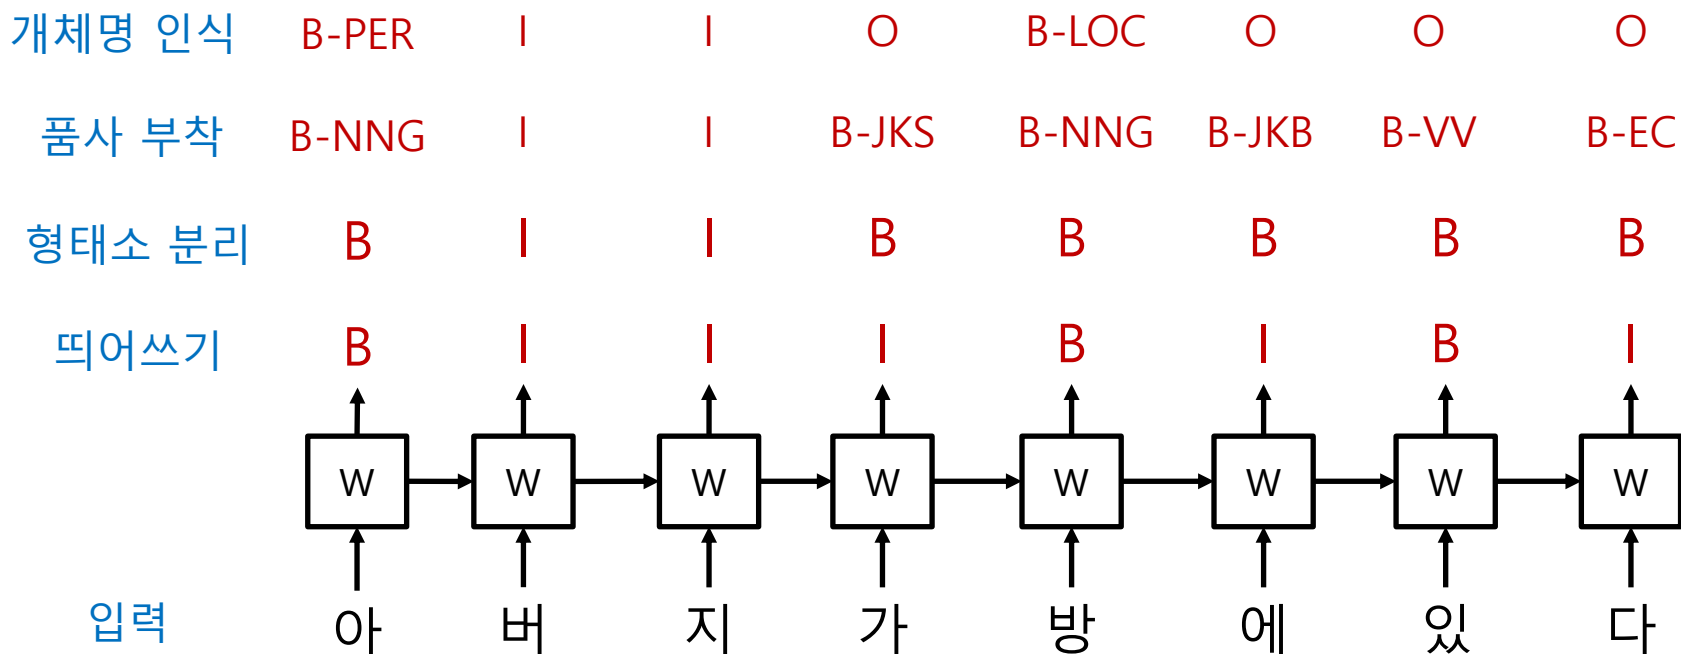 개체명 인식 B-PER I I O B-LOC O O O
품사 부착 B-NNG I I B-JKS B-NNG B-JKB B-VV B-EC
형태소 분리 B I I B B B B B
띄어쓰기 B I I I B I B I
W W W W W W W W
입력 아 버 지 가 방 에 있 다